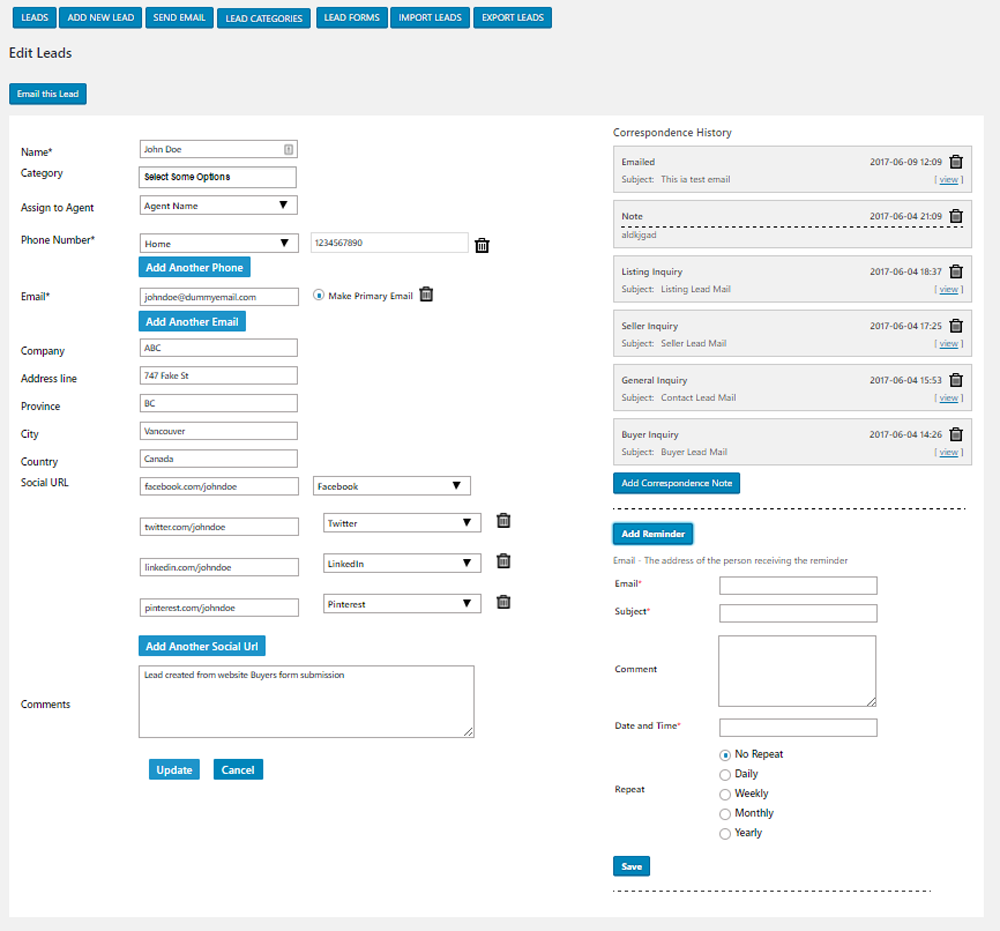 LEADS ADD NEW LEAD SEND EMAIL LEAD CATEGORIES LEAD FORMS IMPORT LEADS EXPORT LEADS
Edit Leads
Email this Lead
Name* John Doe
Category Select Some Options
Assign to Agent Agent Name
Phone Number* Home 1234567890
Add Another Phone
Email* johndoe@dummyemail.com Make Primary Email
Add Another Email
Company ABC
Address line 747 Fake St
Province BC
City Vancouver
Country Canada
Social URL facebook.com/johndoe Facebook
twitter.com/johndoe Twitter
linkedin.com/johndoe LinkedIn
pinterest.com/johndoe Pinterest
Add Another Social Url
Comments Lead created from website Buyers form submission
Update Cancel
Correspondence History
Emailed 2017-06-09 12:09
Subject: This ia test email [ view ]
Note 2017-06-04 21:09
aldkjgad
Listing Inquiry 2017-06-04 18:37
Subject: Listing Lead Mail [ view ]
Seller Inquiry 2017-06-04 17:25
Subject: Seller Lead Mail [ view ]
General Inquiry 2017-06-04 15:53
Subject: Contact Lead Mail [ view ]
Buyer Inquiry 2017-06-04 14:26
Subject: Buyer Lead Mail [ view ]
Add Correspondence Note
Add Reminder
Email - The address of the person receiving the reminder
Email*
Subject*
Comment
Date and Time*
Repeat
No Repeat
Daily
Weekly
Monthly
Yearly
Save